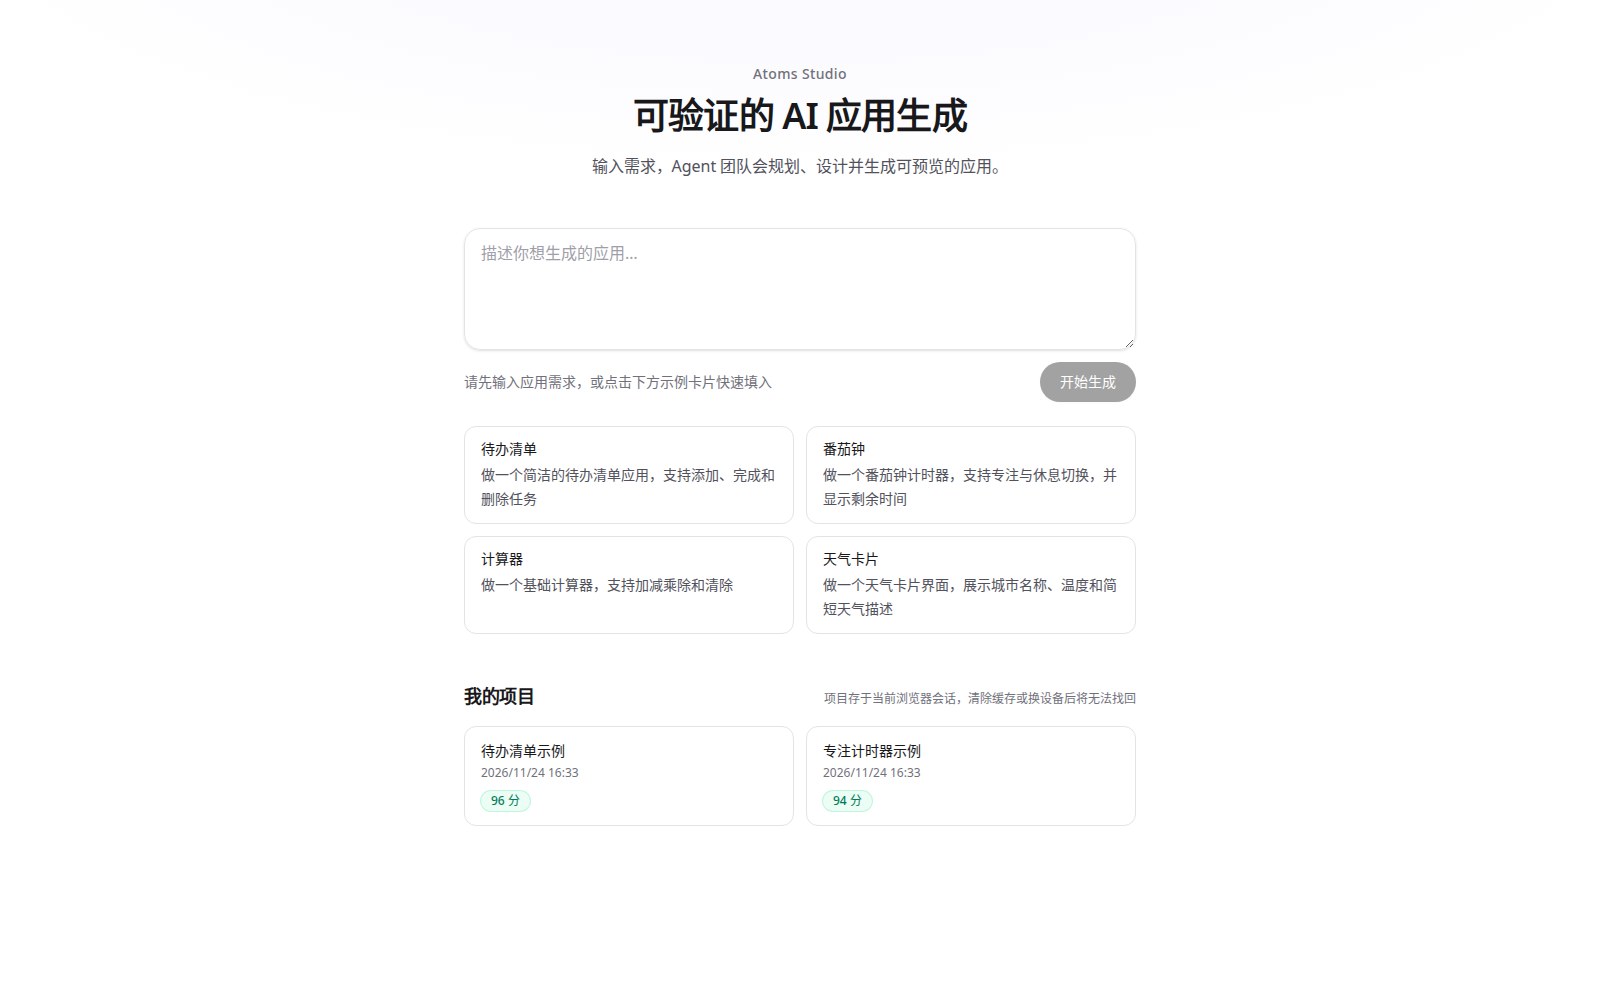 Atoms Studio
可验证的 AI 应用生成
输入需求，Agent 团队会规划、设计并生成可预览的应用。
描述你想生成的应用...
请先输入应用需求，或点击下方示例卡片快速填入
开始生成
待办清单
做一个简洁的待办清单应用，支持添加、完成和
删除任务
番茄钟
做一个番茄钟计时器，支持专注与休息切换，并
显示剩余时间
计算器
做一个基础计算器，支持加减乘除和清除
天气卡片
做一个天气卡片界面，展示城市名称、温度和简
短天气描述
我的项目
项目存于当前浏览器会话，清除缓存或换设备后将无法找回
待办清单示例
2026/11/24 16:33
96 分
专注计时器示例
2026/11/24 16:33
94 分